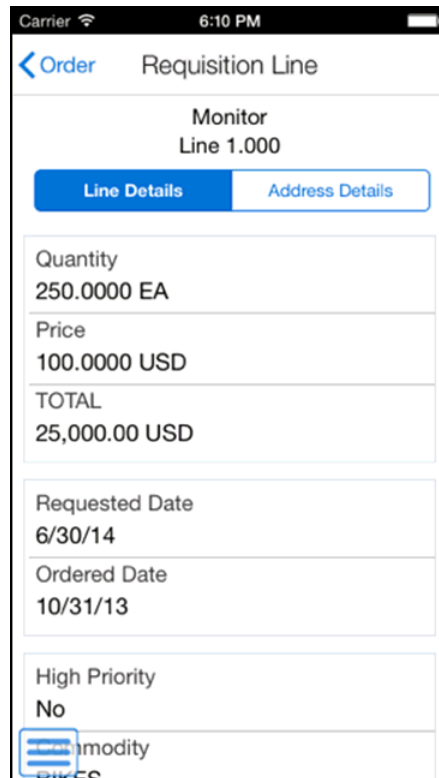 Carrier 6:10 PM
Order Requisition Line
Monitor
Line 1.000
Line Details Address Details
Quantity
250.0000 EA
Price
100.0000 USD
TOTAL
25,000.00 USD
Requested Date
6/30/14
Ordered Date
10/31/13
High Priority
No
Commodity
BIKES